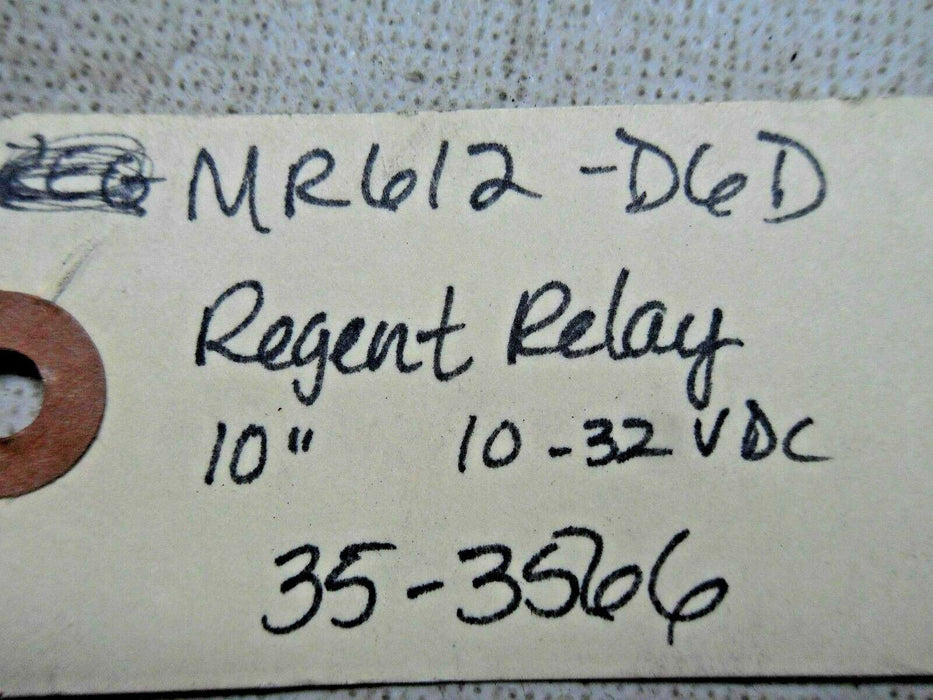 MR612-D6D
Regent Relay
10" 10-32 VDC
35-3566